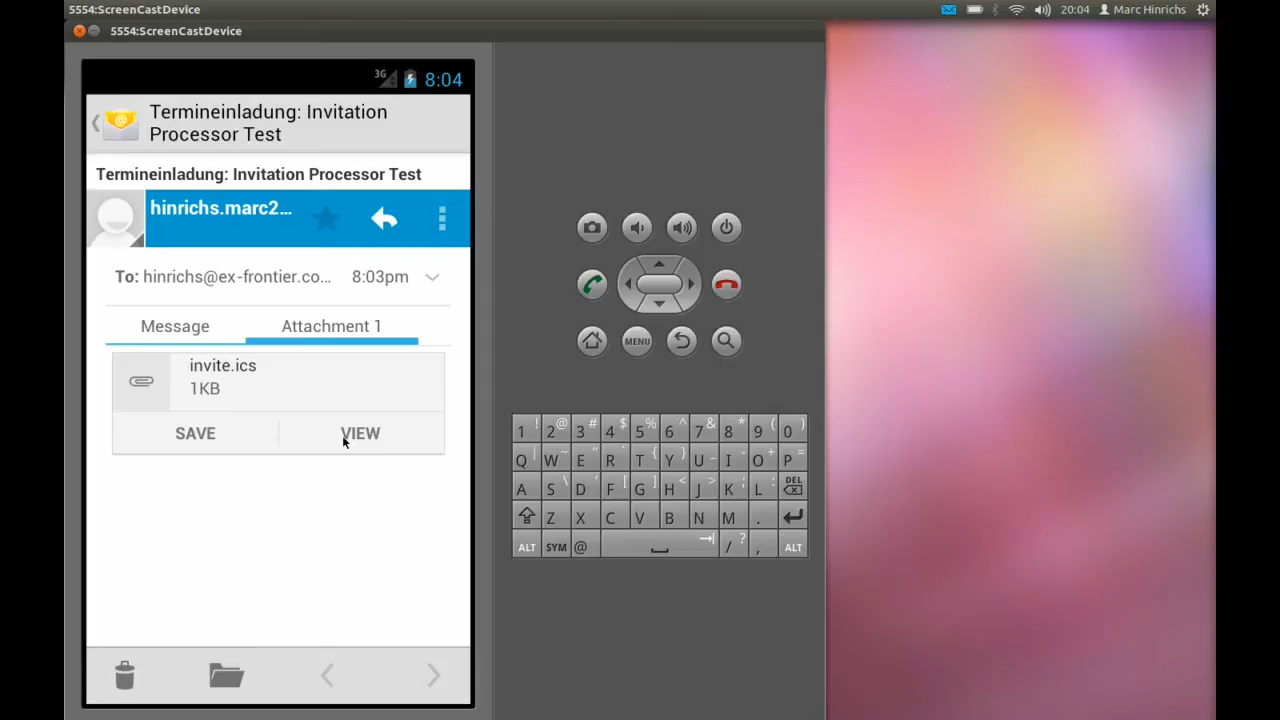 5554:ScreenCastDevice
20:04 Marc Hinrichs
5554:ScreenCastDevice
3G 8:04
Termineinladung: Invitation
Processor Test
Termineinladung: Invitation Processor Test
hinrichs.marc2…
To: hinrichs@ex-frontier.co… 8:03pm
Message Attachment 1
invite.ics
1KB
SAVE VIEW
MENU
1 ! 2 @ 3 # 4 $ 5 % 6 ^ 7 & 8 * 9 ( 0 )
Q | W ~ E " R ` T { Y } U _ I - O + P =
A S \ D ' F [ G ] H < J > K ; L : DEL
Z X C V B N M .
ALT SYM @ / ? , ALT